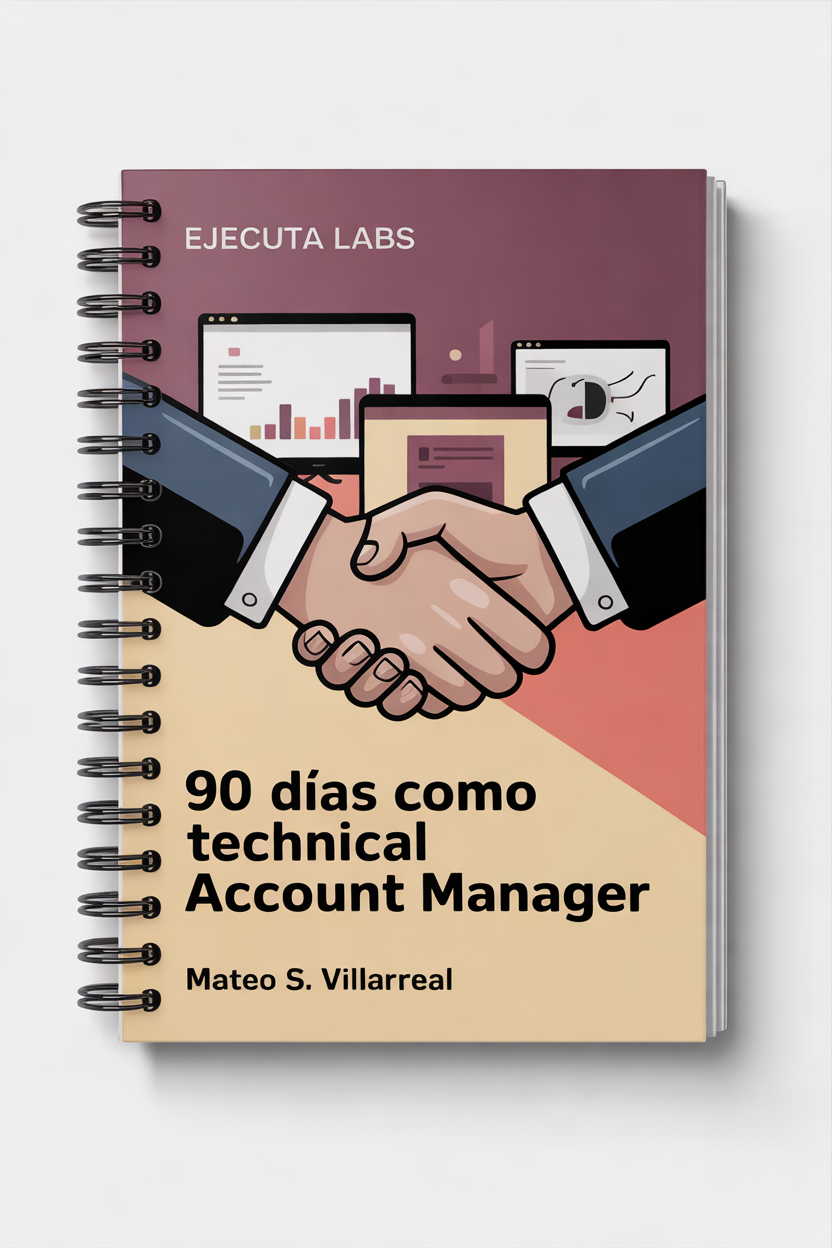 EJECUTA LABS
90 días como
technical
Account Manager
Mateo S. Villarreal